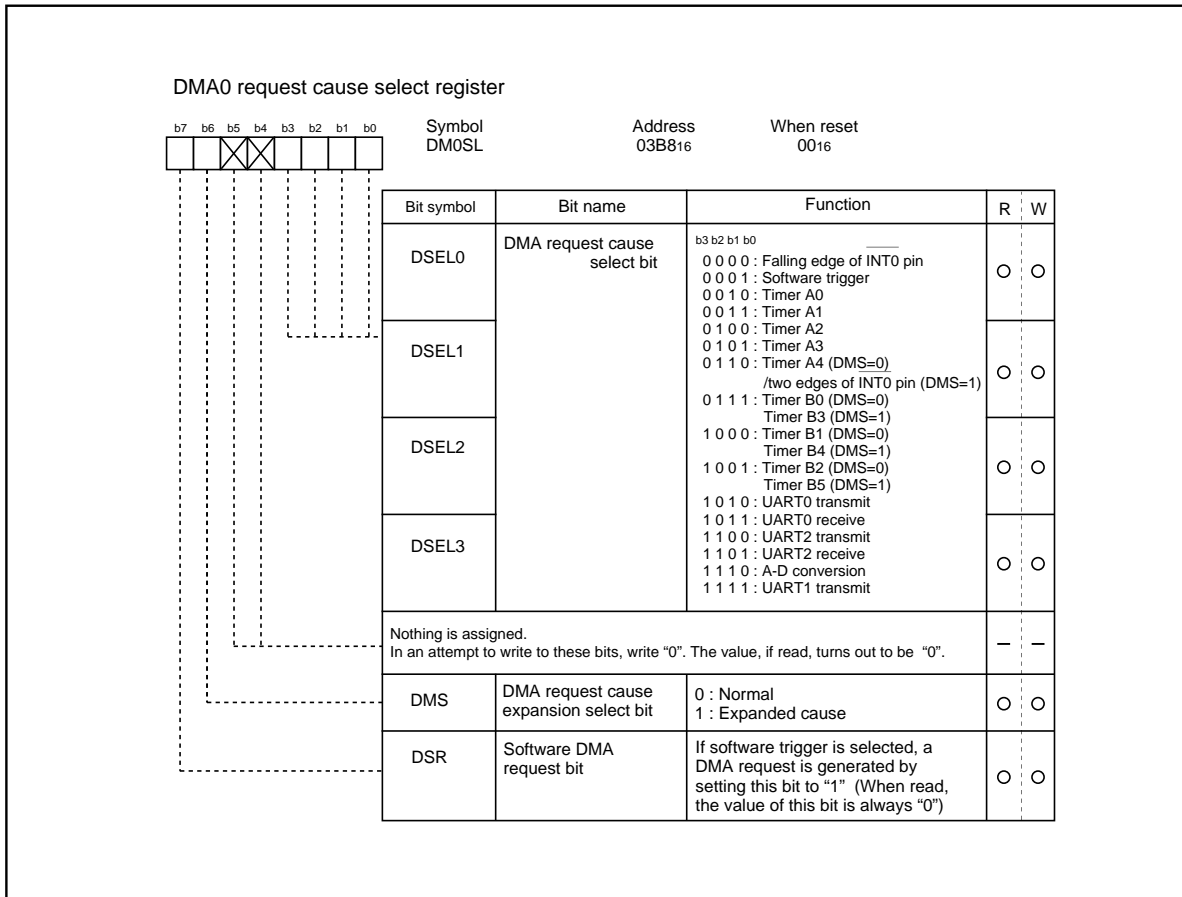 DMA0 request cause select register
b7 b6 b5 b4 b3 b2 b1 b0
Symbol Address When reset
DM0SL 03B816 0016
Bit symbol Bit name Function R W
DSEL0
DMA request cause
select bit
b3 b2 b1 b0
0 0 0 0 : Falling edge of INT0 pin
0 0 0 1 : Software trigger
0 0 1 0 : Timer A0
0 0 1 1 : Timer A1
0 1 0 0 : Timer A2
0 1 0 1 : Timer A3
0 1 1 0 : Timer A4 (DMS=0)
/two edges of INT0 pin (DMS=1)
0 1 1 1 : Timer B0 (DMS=0)
Timer B3 (DMS=1)
1 0 0 0 : Timer B1 (DMS=0)
Timer B4 (DMS=1)
1 0 0 1 : Timer B2 (DMS=0)
Timer B5 (DMS=1)
1 0 1 0 : UART0 transmit
1 0 1 1 : UART0 receive
1 1 0 0 : UART2 transmit
1 1 0 1 : UART2 receive
1 1 1 0 : A-D conversion
1 1 1 1 : UART1 transmit
DSEL1
DSEL2
DSEL3
Nothing is assigned.
In an attempt to write to these bits, write “0”. The value, if read, turns out to be “0”.
DMS
DMA request cause
expansion select bit
0 : Normal
1 : Expanded cause
DSR
Software DMA
request bit
If software trigger is selected, a
DMA request is generated by
setting this bit to “1” (When read,
the value of this bit is always “0”)